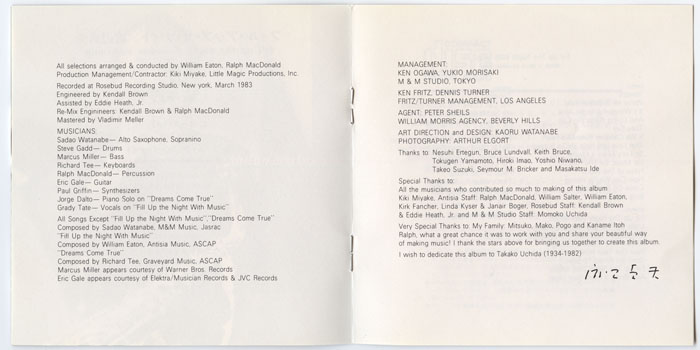 All selections arranged & conducted by William Eaton, Ralph MacDonald
Production Management/Contractor: Kiki Miyake, Little Magic Productions, Inc.
Recorded at Rosebud Recording Studio, New york, March 1983
Engineered by Kendall Brown
Assisted by Eddie Heath, Jr.
Re-Mix Enginineers: Kendall Brown & Ralph MacDonald
Mastered by Vladimir Meller
MUSICIANS:
Sadao Watanabe— Alto Saxophone, Sopranino
Steve Gadd— Drums
Marcus Miller— Bass
Richard Tee— Keyboards
Ralph MacDonald— Percussion
Eric Gale— Guitar
Paul Griffin— Synthesizers
Jorge Dalto— Piano Solo on "Dreams Come True"
Grady Tate— Vocals on "Fill Up the Night With Music"
All Songs Except "Fill Up the Night With Music","Dreams Come True"
Composed by Sadao Watanabe, M&M Music, Jasrac
"Fill Up the Night With Music"
Composed by William Eaton, Antisia Music, ASCAP
"Dreams Come True"
Composed by Richard Tee, Graveyard Music, ASCAP
Marcus Miller appears courtesy of Warner Bros. Records
Eric Gale appears courtesy of Elektra/Musician Records & JVC Records
MANAGEMENT:
KEN OGAWA, YUKIO MORISAKI
M & M STUDIO, TOKYO
KEN FRITZ, DENNIS TURNER
FRITZ/TURNER MANAGEMENT, LOS ANGELES
AGENT: PETER SHEILS
WILLIAM MORRIS AGENCY, BEVERLY HILLS
ART DIRECTION and DESIGN: KAORU WATANABE
PHOTOGRAPHY: ARTHUR ELGORT
Thanks to: Nesuhi Ertegun, Bruce Lundvall, Keith Bruce,
Tokugen Yamamoto, Hiroki Imao, Yoshio Niwano,
Takeo Suzuki, Seymour M. Bricker and Masakatsu Ide
Special Thanks to:
All the musicians who contributed so much to making of this album
Kiki Miyake, Antisia Staff: Ralph MacDonald, William Salter, William Eaton,
Kirk Fancher, Linda Kyser & Janair Boger, Rosebud Staff: Kendall Brown
& Eddie Heath, Jr. and M & M Studio Staff: Momoko Uchida
Very Special Thanks to: My Family: Mitsuko, Mako, Pogo and Kaname Itoh
Ralph, what a great chance it was to work with you and share your beautiful way
of making music! I thank the stars above for bringing us together to create this album.
I wish to dedicate this album to Takako Uchida (1934-1982)